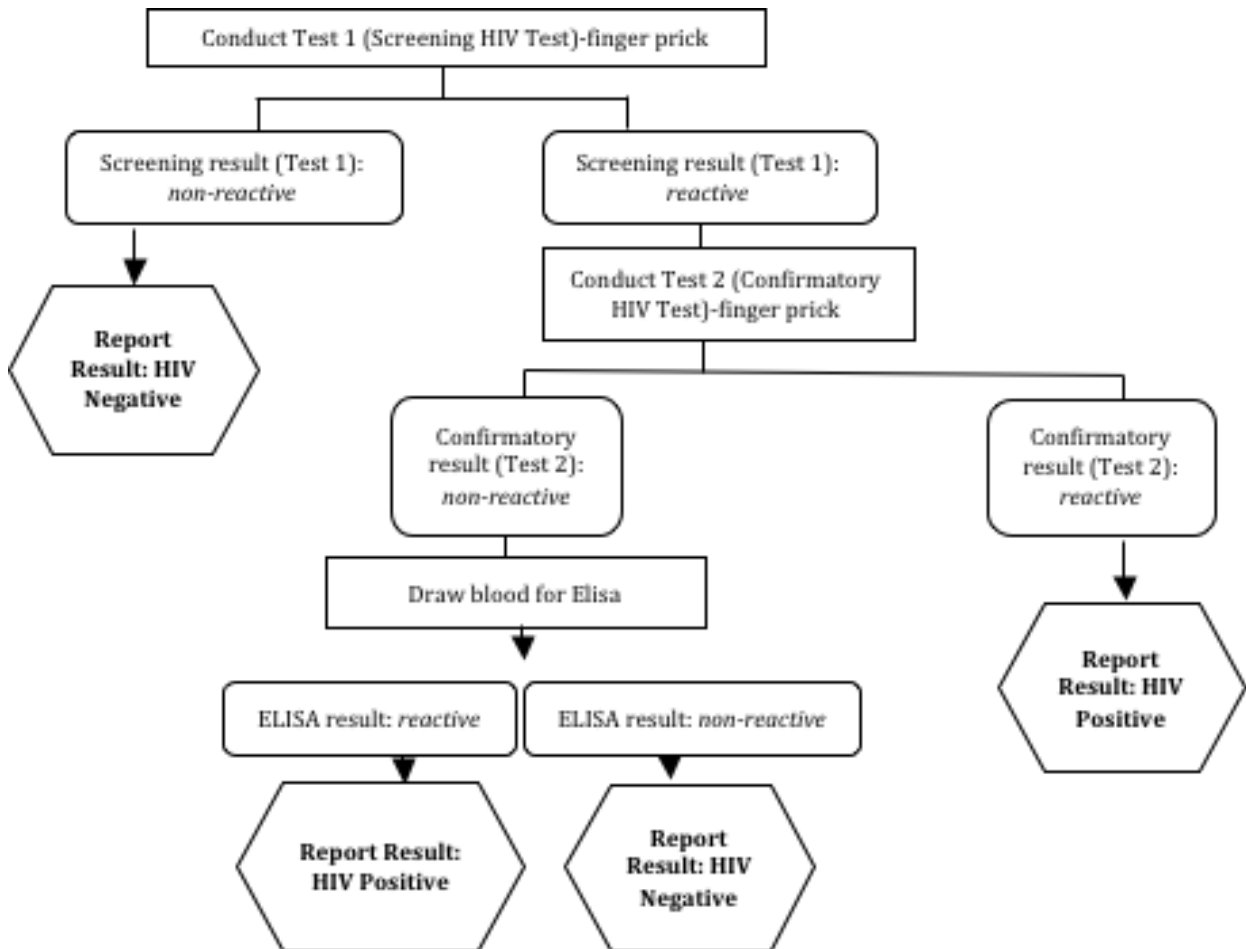 Conduct Test 1 (Screening HIV Test)-finger prick
Screening result (Test 1):
non-reactive
Screening result (Test 1):
reactive
Conduct Test 2 (Confirmatory
HIV Test)-finger prick
Report
Result: HIV
Negative
Confirmatory
result (Test 2):
non-reactive
Confirmatory
result (Test 2):
reactive
Draw blood for Elisa
Report
Result: HIV
Positive
ELISA result: reactive
ELISA result: non-reactive
Report Result:
HIV Positive
Report
Result: HIV
Negative